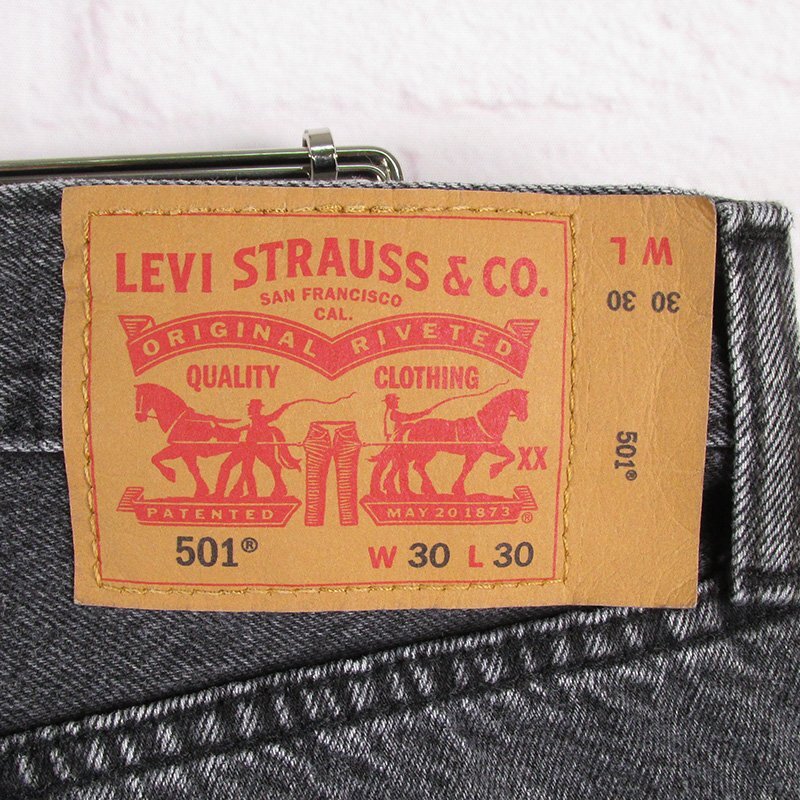 LEVI STRAUSS & CO.
SAN FRANCISCO
CAL.
ORIGINAL RIVETED
QUALITY CLOTHING
XX
PATENTED MAY 20 1873 ®
501® W 30 L 30
W L
30 30
501®